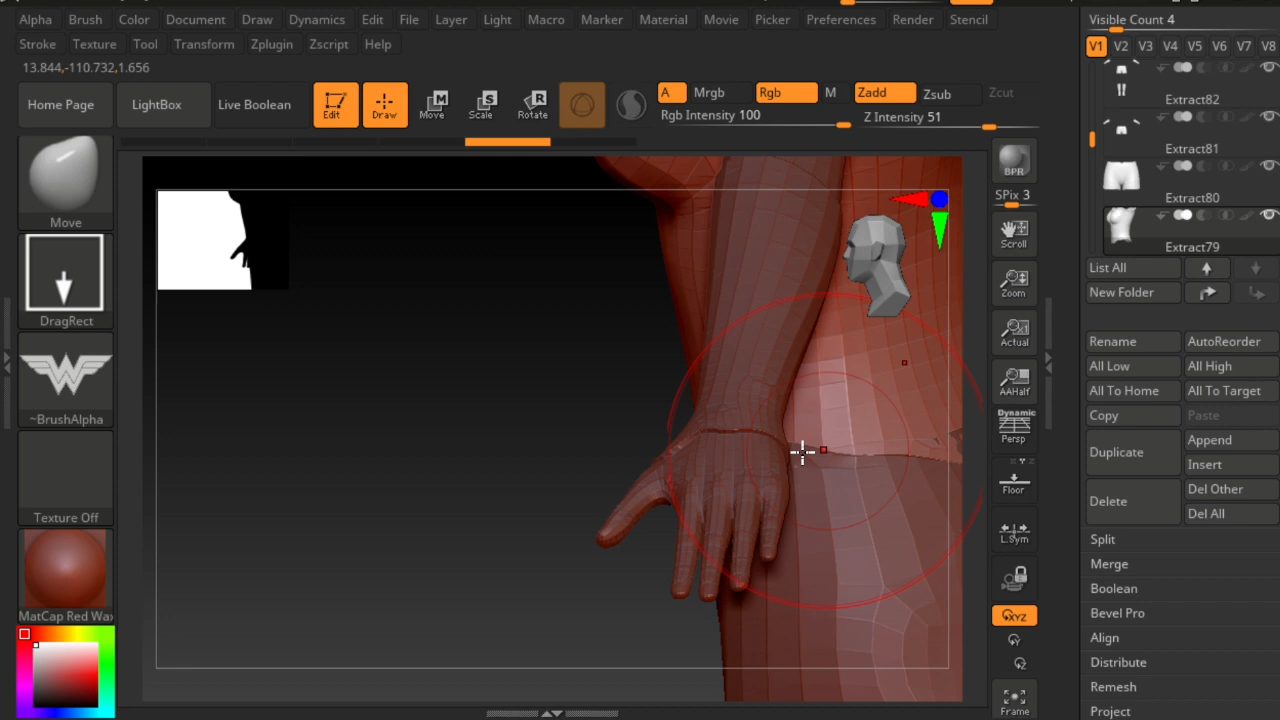 Alpha Brush Color Document Draw Dynamics Edit File Layer Light Macro Marker Material Movie Picker Preferences Render Stencil
Stroke Texture Tool Transform Zplugin Zscript Help
13.844,-110.732,1.656
Home Page LightBox Live Boolean Edit Draw Move Scale Rotate
A Mrgb Rgb M Zadd Zsub Zcut
Rgb Intensity 100 Z Intensity 51
Move
DragRect
~BrushAlpha
Texture Off
MatCap Red Wax
BPR
SPix 3
Scroll
Zoom
Actual
AAHalf
Dynamic
Persp
Floor
L.Sym
XYZ
Y
Z
Frame
Visible Count 4
V1 V2 V3 V4 V5 V6 V7 V8
Extract82
Extract81
Extract80
Extract79
List All
New Folder
Rename AutoReorder
All Low All High
All To Home All To Target
Copy Paste
Duplicate Append
Insert
Delete Del Other
Del All
Split
Merge
Boolean
Bevel Pro
Align
Distribute
Remesh
Project